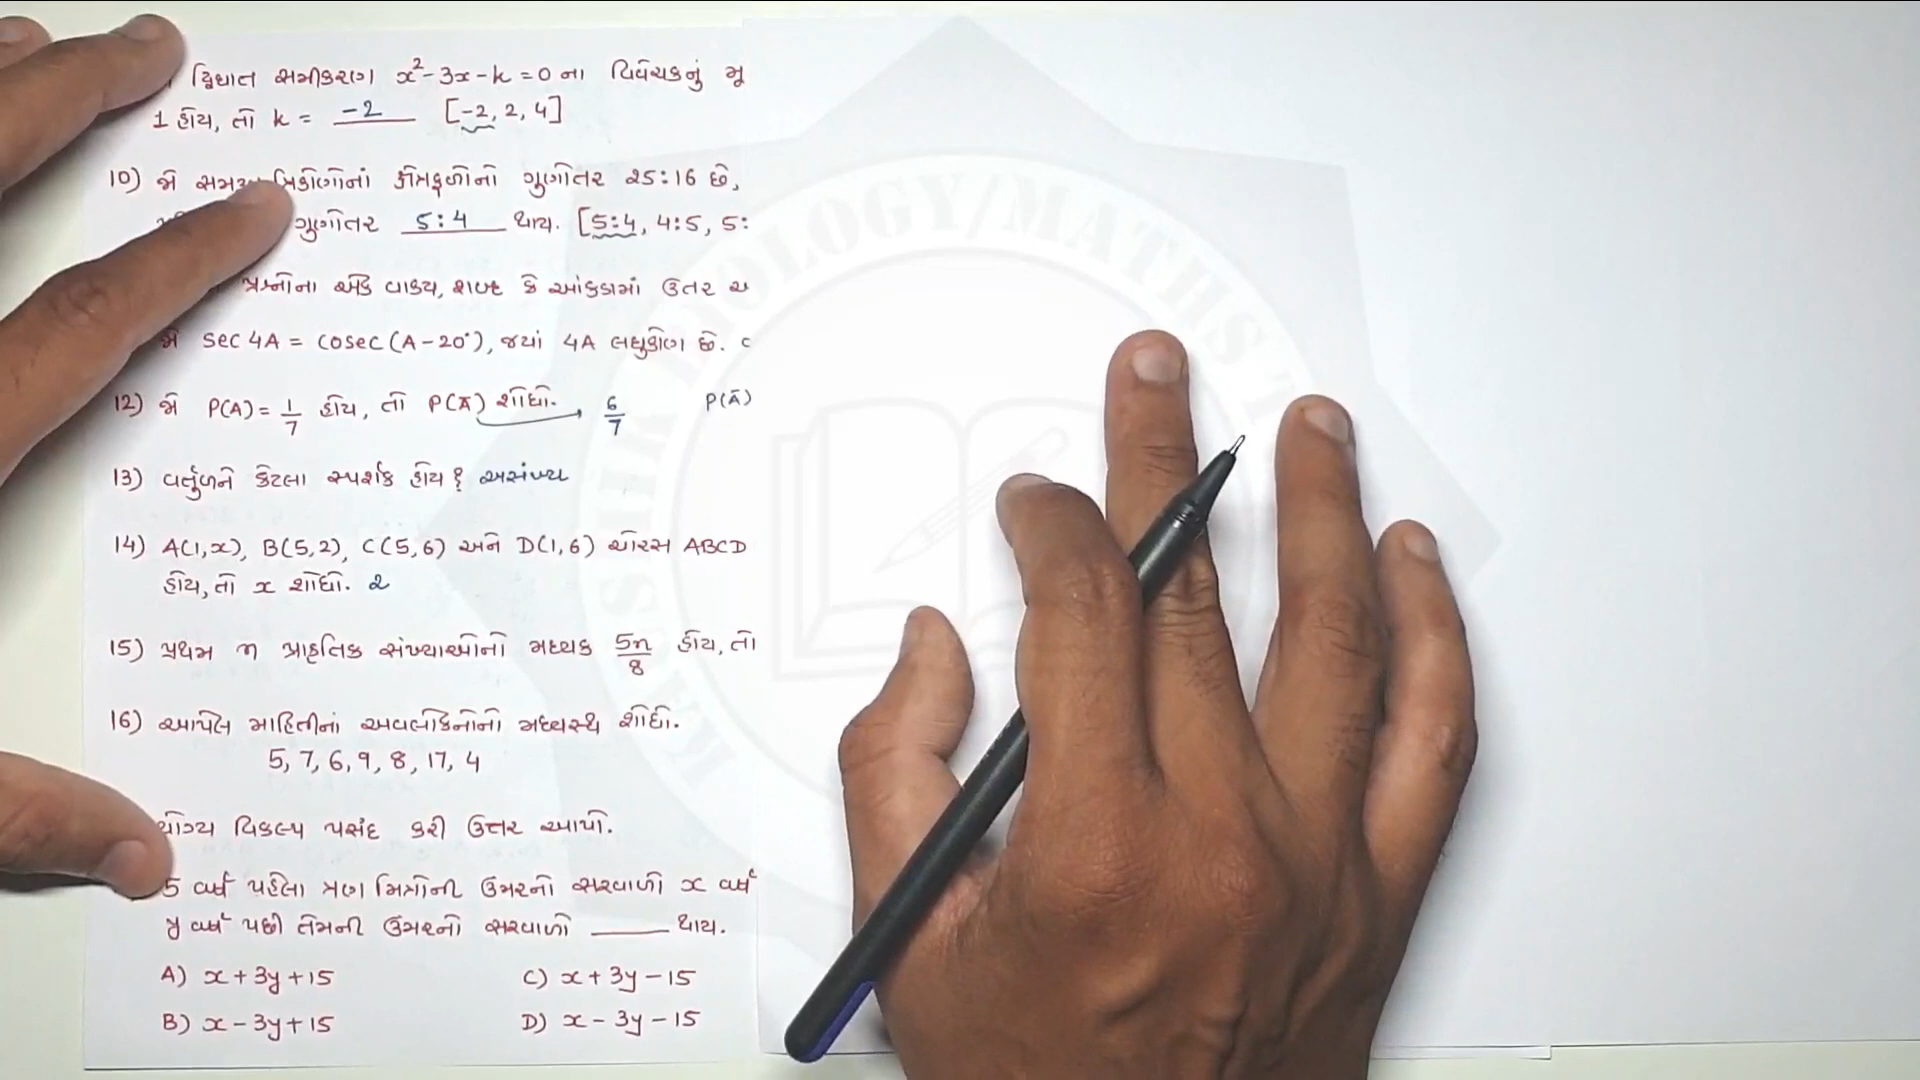 દ્વિઘાત સમીકરણ x²-3x-k=0 ના વિવેચકનું મૂ
1 હોય, તો k = -2 [-2, 2, 4]
10) જો ત્રિકોણોનાં ક્ષેત્રફળોનો ગુણોતર 25:16 છે,
ગુણોતર 5:4 થાય. [5:4, 4:5, 5:
પ્રશ્નોના એક વાક્ય, શબ્દ કે આંકડામાં ઉતર
જો sec 4A = cosec (A-20°), જયાં 4A લઘુકોણ છે.
12) જો P(A) = 1/7 હોય, તો P(Ā) શોધો. 6/7 P(Ā)
13) વર્તુળને કેટલા સ્પર્શક હોય ? અસંખ્ય
14) A(1,x), B(5,2), C(5,6) અને D(1,6) ચોરસ ABCD
હોય, તો x શોધો. 2
15) પ્રથમ n પ્રાકૃતિક સંખ્યાઓનો મધ્યક 5n/8 હોય, તો
16) આપેલ માહિતીનાં અવલોકનોનો મધ્યસ્થ શોધો.
5, 7, 6, 9, 8, 17, 4
યોગ્ય વિકલ્પ પસંદ કરી ઉત્તર આપો.
5 વર્ષ પહેલા ત્રણ મિત્રોની ઉંમરનો સરવાળો x વર્ષ
y વર્ષ પછી તેમની ઉંમરનો સરવાળો ______ થાય.
A) x + 3y + 15 C) x + 3y - 15
B) x - 3y + 15 D) x - 3y - 15